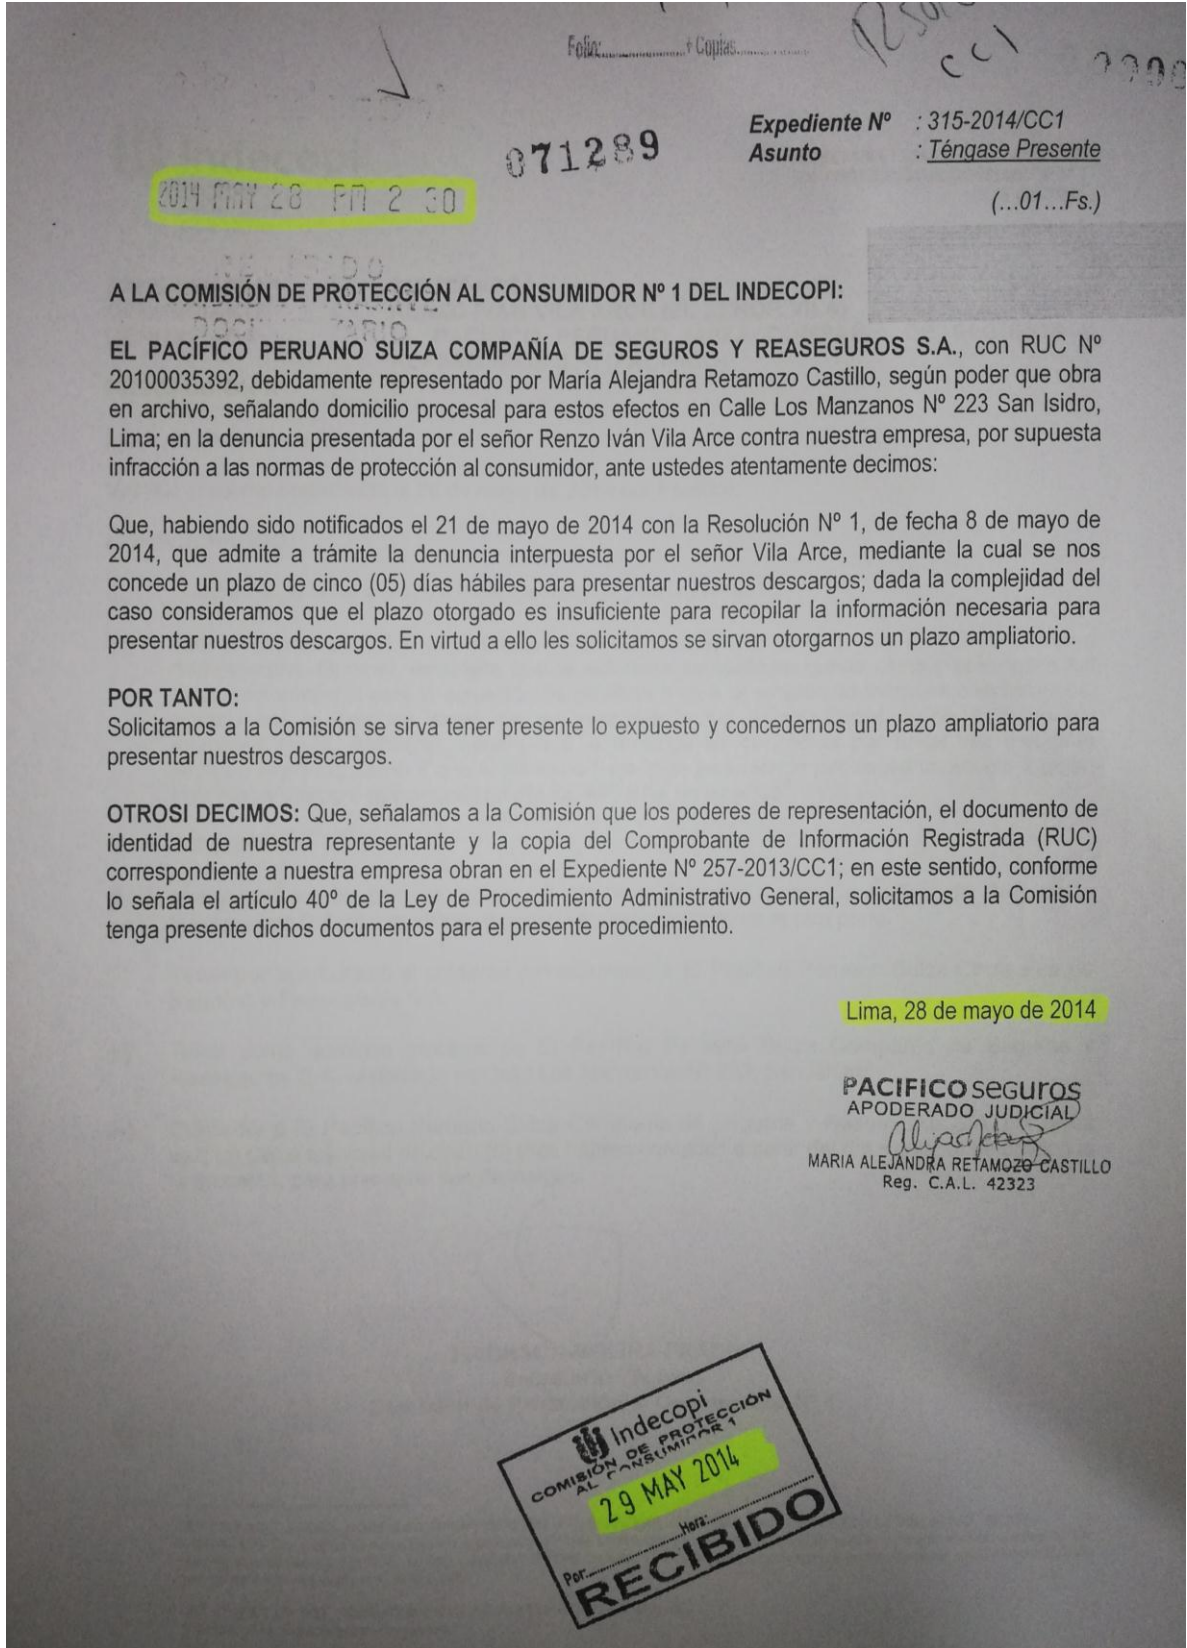 Folio:..................+Copias..................
CC1
071289
Expediente Nº : 315-2014/CC1
Asunto : Téngase Presente
2014 MAY 28 PM 2 30
(...01...Fs.)
A LA COMISIÓN DE PROTECCIÓN AL CONSUMIDOR Nº 1 DEL INDECOPI:
EL PACÍFICO PERUANO SUIZA COMPAÑÍA DE SEGUROS Y REASEGUROS S.A., con RUC Nº
20100035392, debidamente representado por María Alejandra Retamozo Castillo, según poder que obra
en archivo, señalando domicilio procesal para estos efectos en Calle Los Manzanos Nº 223 San Isidro,
Lima; en la denuncia presentada por el señor Renzo Iván Vila Arce contra nuestra empresa, por supuesta
infracción a las normas de protección al consumidor, ante ustedes atentamente decimos:
Que, habiendo sido notificados el 21 de mayo de 2014 con la Resolución Nº 1, de fecha 8 de mayo de
2014, que admite a trámite la denuncia interpuesta por el señor Vila Arce, mediante la cual se nos
concede un plazo de cinco (05) días hábiles para presentar nuestros descargos; dada la complejidad del
caso consideramos que el plazo otorgado es insuficiente para recopilar la información necesaria para
presentar nuestros descargos. En virtud a ello les solicitamos se sirvan otorgarnos un plazo ampliatorio.
POR TANTO:
Solicitamos a la Comisión se sirva tener presente lo expuesto y concedernos un plazo ampliatorio para
presentar nuestros descargos.
OTROSI DECIMOS: Que, señalamos a la Comisión que los poderes de representación, el documento de
identidad de nuestra representante y la copia del Comprobante de Información Registrada (RUC)
correspondiente a nuestra empresa obran en el Expediente Nº 257-2013/CC1; en este sentido, conforme
lo señala el artículo 40º de la Ley de Procedimiento Administrativo General, solicitamos a la Comisión
tenga presente dichos documentos para el presente procedimiento.
Lima, 28 de mayo de 2014
PACIFICO seguros
APODERADO JUDICIAL
MARIA ALEJANDRA RETAMOZO CASTILLO
Reg. C.A.L. 42323
Indecopi
COMISIÓN DE PROTECCIÓN
AL CONSUMIDOR 1
29 MAY 2014
Por:............Hora:............
RECIBIDO